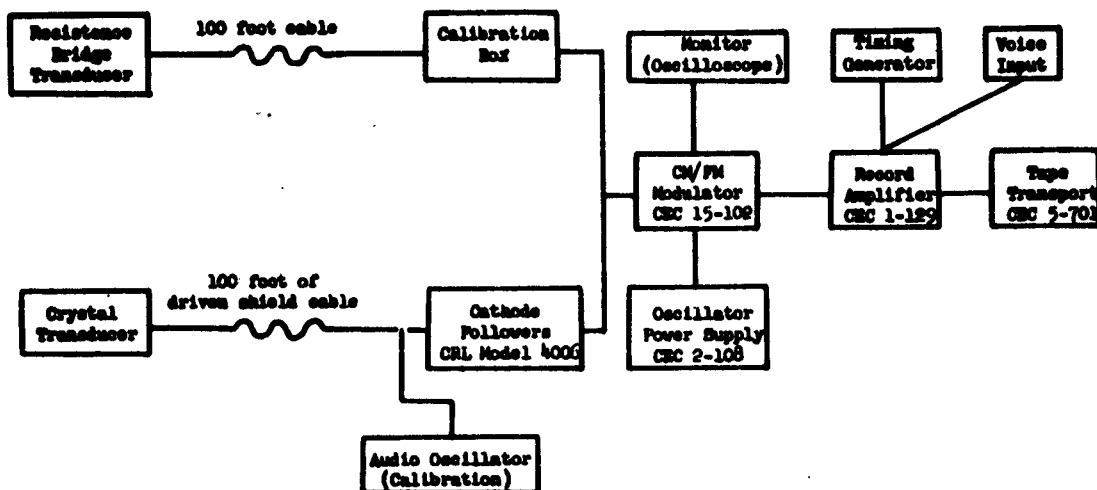 Resistence
Bridge
Transducer
100 foot cable
Calibration
Box
Monitor
(Oscilloscope)
Timing
Generator
Voice
Input
CM/FM
Modulator
CEC 15-102
Record
Amplifier
CEC 1-129
Tape
Transport
CEC 5-701
Crystal
Transducer
100 foot of
driven shield cable
Cathode
Followers
CRL Model 400G
Oscillator
Power Supply
CEC 2-108
Audio Oscillator
(Calibration)